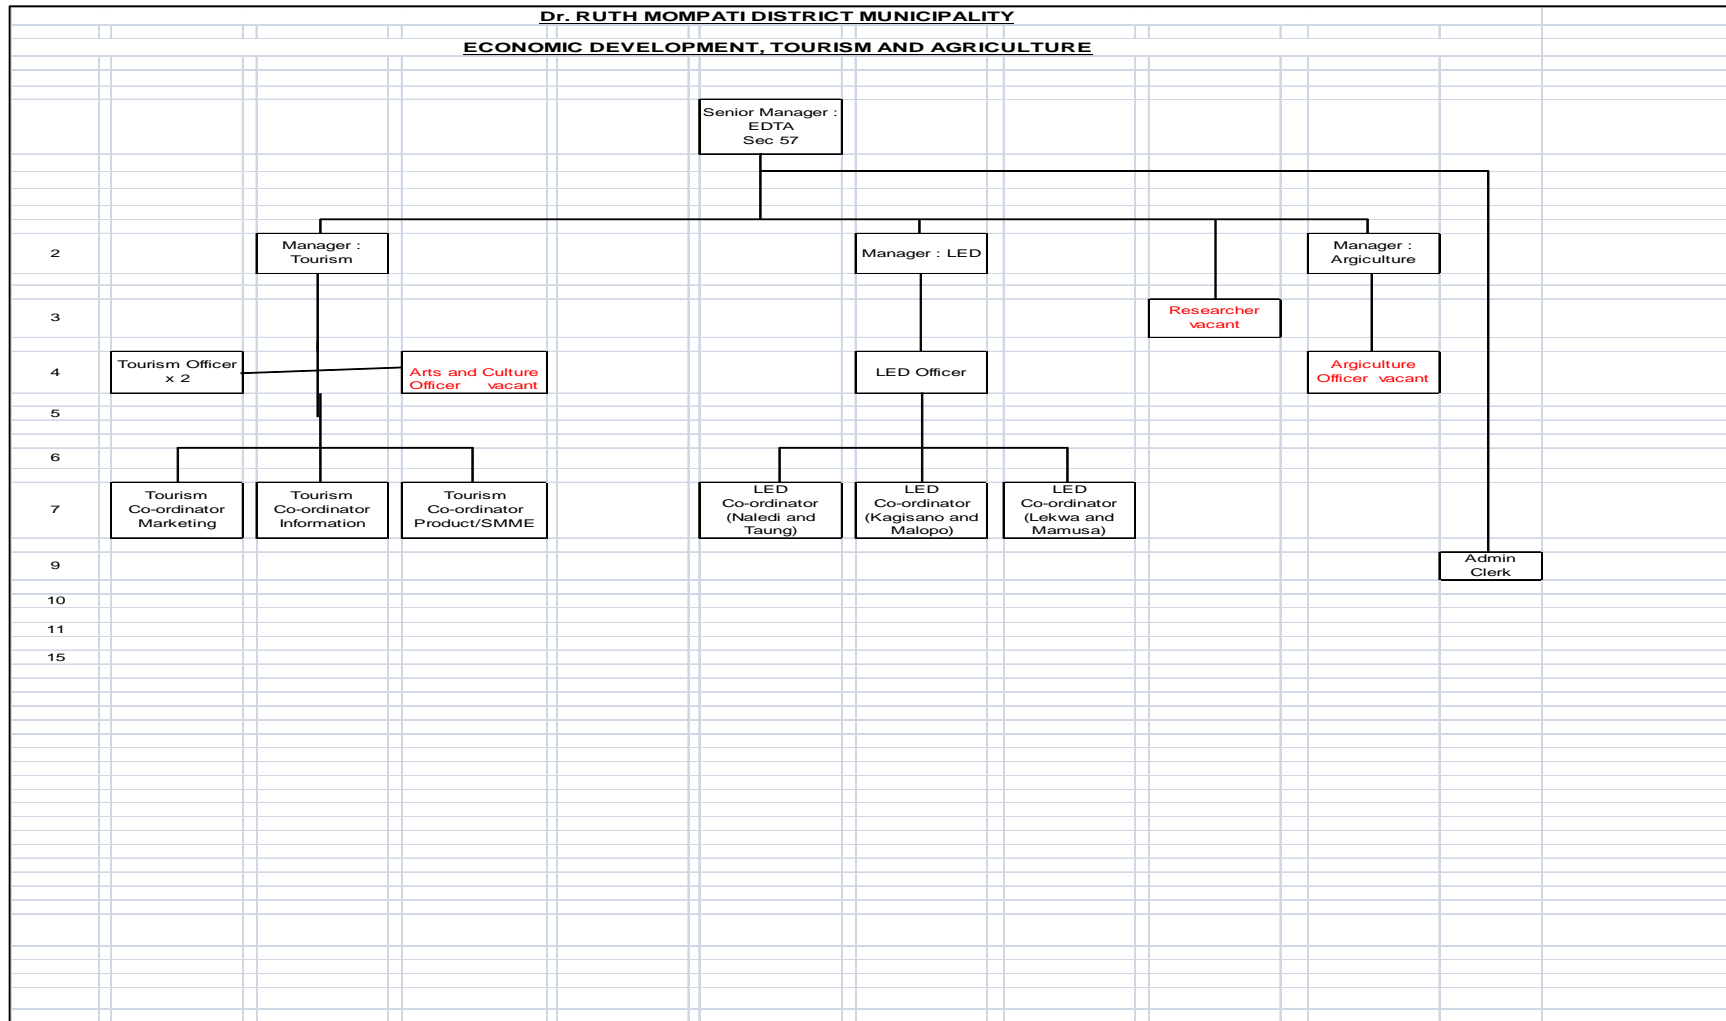 Dr. RUTH MOMPATI DISTRICT MUNICIPALITY
ECONOMIC DEVELOPMENT, TOURISM AND AGRICULTURE
Senior Manager :
EDTA
Sec 57
2
Manager :
Tourism
Manager : LED
Manager :
Argiculture
3
Researcher
vacant
4
Tourism Officer
x 2
Arts and Culture
Officer vacant
LED Officer
Argiculture
Officer vacant
5
6
7
Tourism
Co-ordinator
Marketing
Tourism
Co-ordinator
Information
Tourism
Co-ordinator
Product/SMME
LED
Co-ordinator
(Naledi and
Taung)
LED
Co-ordinator
(Kagisano and
Malopo)
LED
Co-ordinator
(Lekwa and
Mamusa)
9
Admin
Clerk
10
11
15